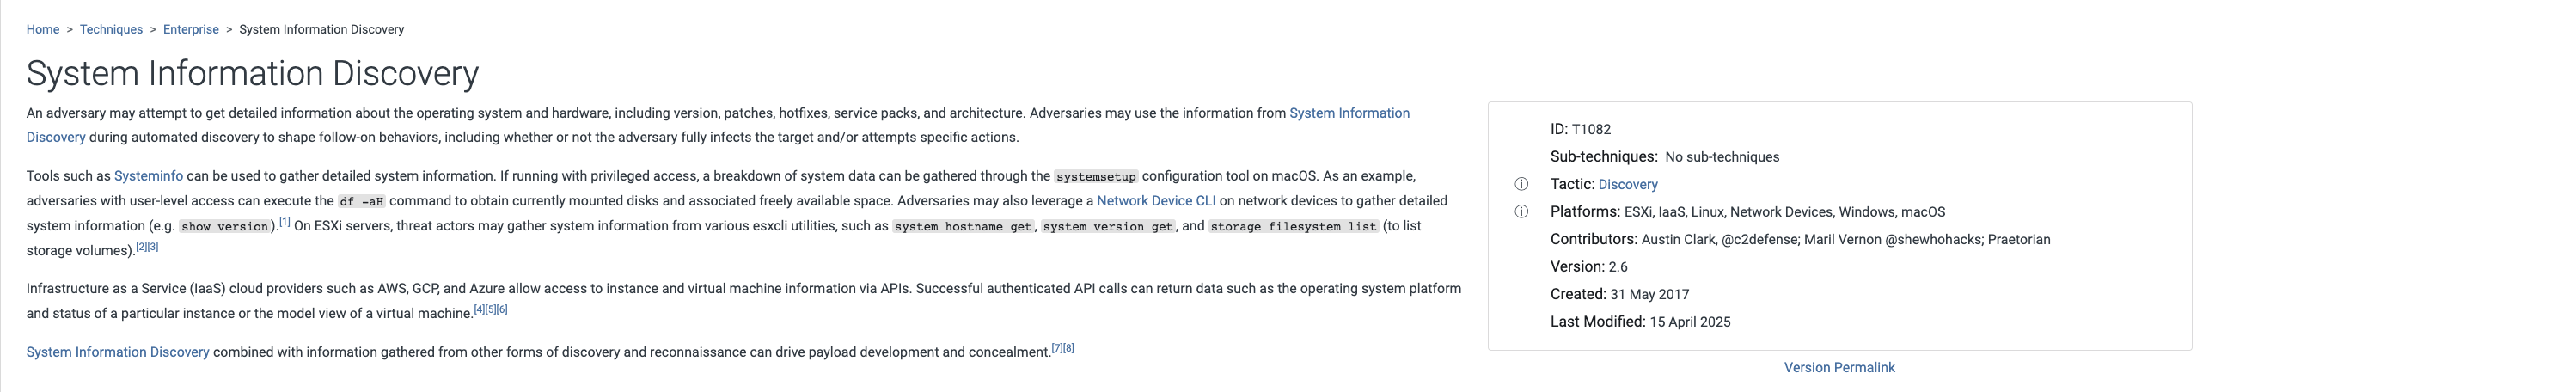 Home > Techniques > Enterprise > System Information Discovery
System Information Discovery
An adversary may attempt to get detailed information about the operating system and hardware, including version, patches, hotfixes, service packs, and architecture. Adversaries may use the information from System Information
Discovery during automated discovery to shape follow-on behaviors, including whether or not the adversary fully infects the target and/or attempts specific actions.
Tools such as Systeminfo can be used to gather detailed system information. If running with privileged access, a breakdown of system data can be gathered through the systemsetup configuration tool on macOS. As an example,
adversaries with user-level access can execute the df -aH command to obtain currently mounted disks and associated freely available space. Adversaries may also leverage a Network Device CLI on network devices to gather detailed
system information (e.g. show version).[1] On ESXi servers, threat actors may gather system information from various esxcli utilities, such as system hostname get, system version get, and storage filesystem list (to list
storage volumes).[2][3]
Infrastructure as a Service (IaaS) cloud providers such as AWS, GCP, and Azure allow access to instance and virtual machine information via APIs. Successful authenticated API calls can return data such as the operating system platform
and status of a particular instance or the model view of a virtual machine.[4][5][6]
System Information Discovery combined with information gathered from other forms of discovery and reconnaissance can drive payload development and concealment.[7][8]
ID: T1082
Sub-techniques: No sub-techniques
Tactic: Discovery
Platforms: ESXi, IaaS, Linux, Network Devices, Windows, macOS
Contributors: Austin Clark, @c2defense; Maril Vernon @shewhohacks; Praetorian
Version: 2.6
Created: 31 May 2017
Last Modified: 15 April 2025
Version Permalink